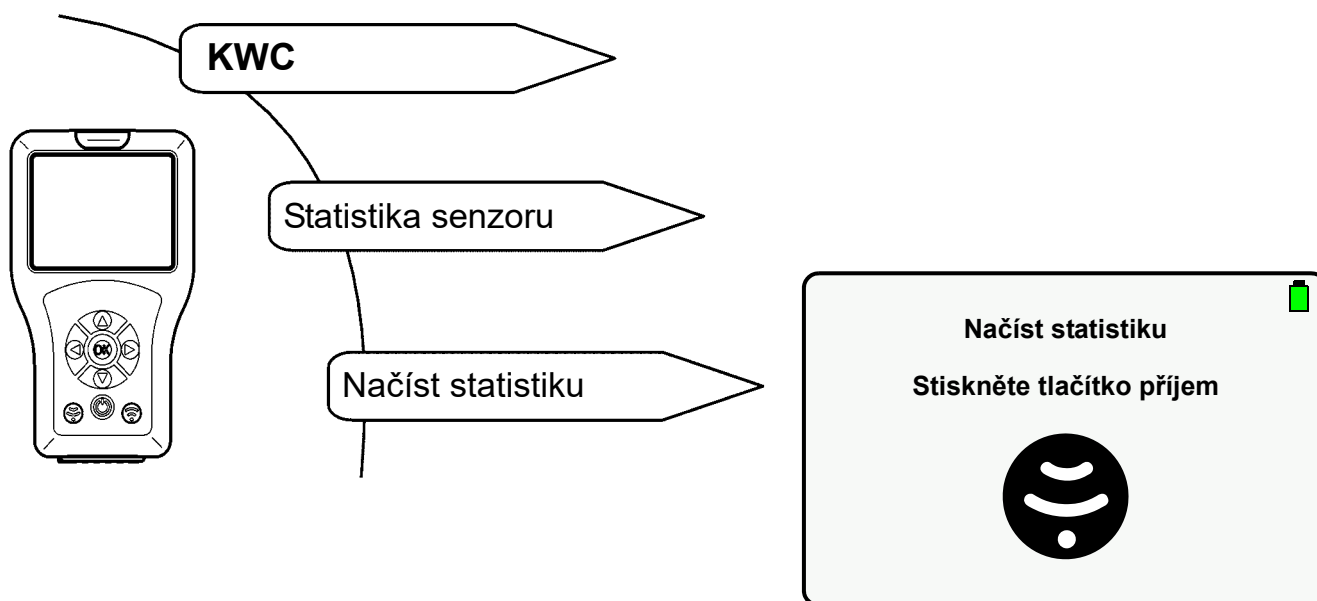 KWC
Statistika senzoru
Načíst statistiku
OK
Načíst statistiku
Stiskněte tlačítko příjem